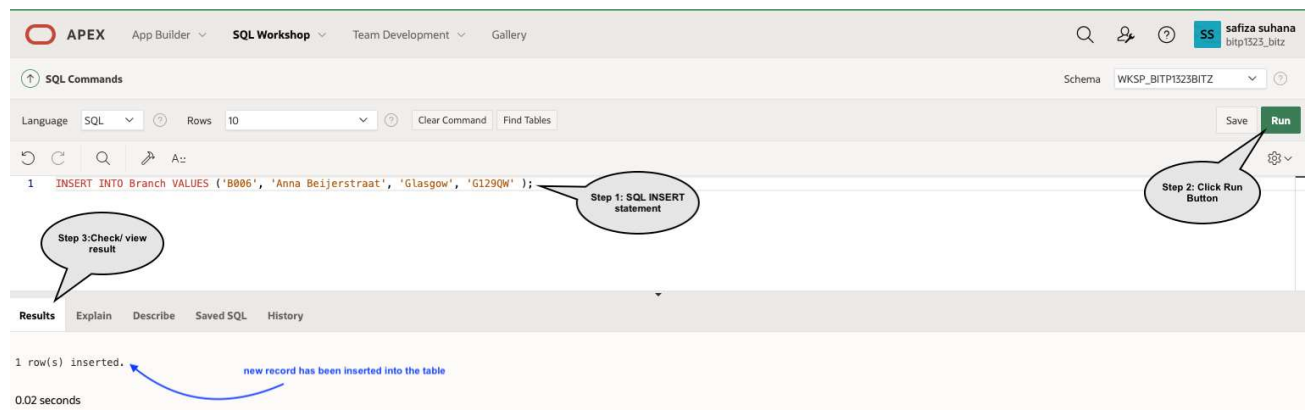 APEX App Builder SQL Workshop Team Development Gallery SS safiza suhana
bitp1323_bitz
SQL Commands Schema WKSP_BITP1323BITZ
Language SQL Rows 10 Clear Command Find Tables Save Run
A::
1 INSERT INTO Branch VALUES ('B006', 'Anna Beijerstraat', 'Glasgow', 'G129QW' );
Step 1: SQL INSERT
statement
Step 2: Click Run
Button
Step 3:Check/ view
result
Results Explain Describe Saved SQL History
1 row(s) inserted.
new record has been inserted into the table
0.02 seconds